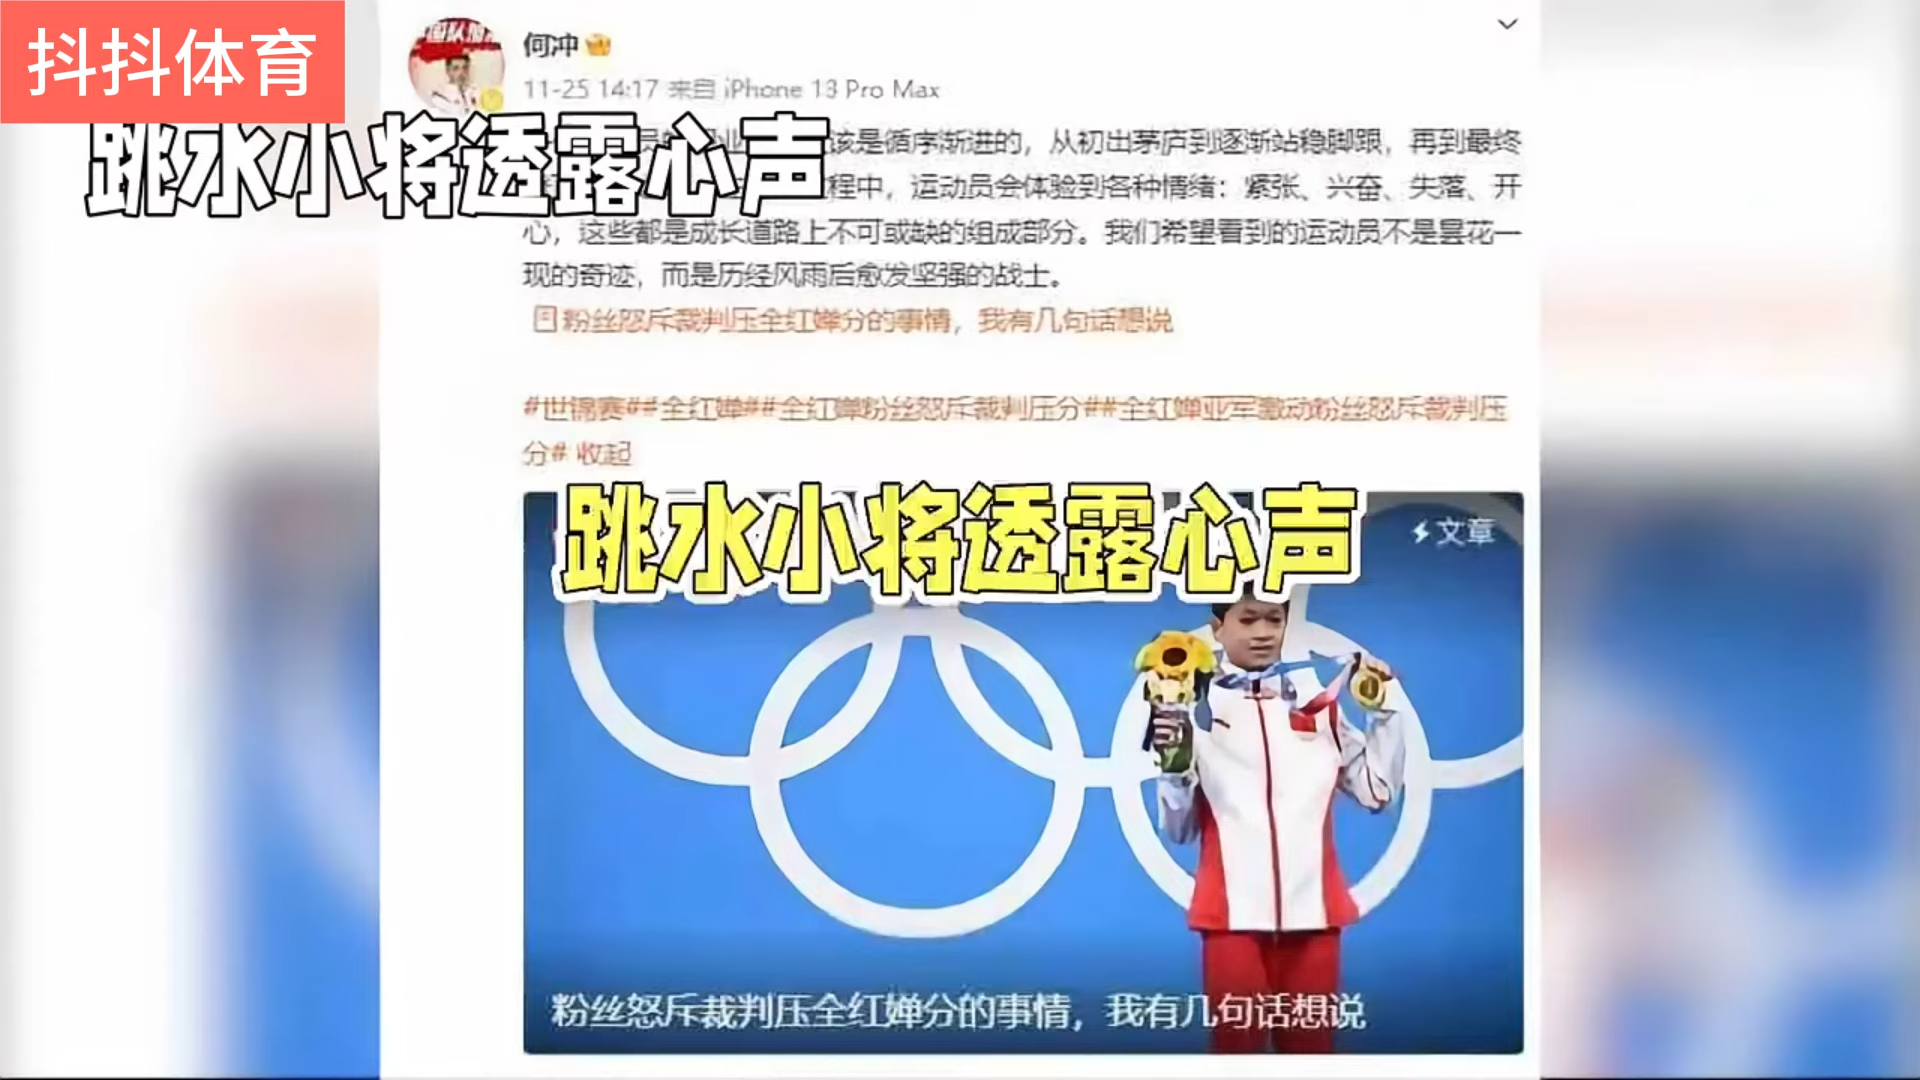 抖抖体育
何冲
11-25 14:17 来自 iPhone 13 Pro Max
跳水小将透露心声
该是循序渐进的，从初出茅庐到逐渐站稳脚跟，再到最终
程中，运动员会体验到各种情绪：紧张、兴奋、失落、开
心，这些都是成长道路上不可或缺的组成部分。我们希望看到的运动员不是昙花一
现的奇迹，而是历经风雨后愈发坚强的战士。
粉丝怒斥裁判压全红婵分的事情，我有几句话想说
#世锦赛##全红婵##全红婵粉丝怒斥裁判压分##全红婵亚军激动粉丝怒斥裁判压
分# 收起
跳水小将透露心声
文章
粉丝怒斥裁判压全红婵分的事情，我有几句话想说